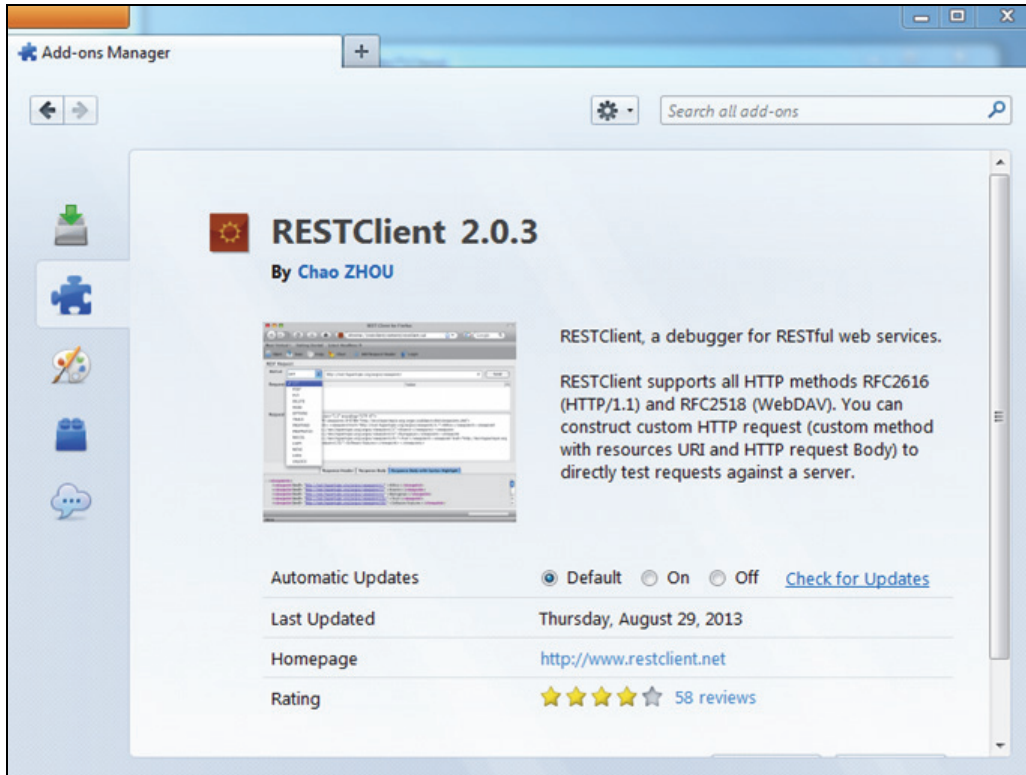 Add-ons Manager
Search all add-ons
RESTClient 2.0.3
By Chao ZHOU
RESTClient, a debugger for RESTful web services.
RESTClient supports all HTTP methods RFC2616
(HTTP/1.1) and RFC2518 (WebDAV). You can
construct custom HTTP request (custom method
with resources URI and HTTP request Body) to
directly test requests against a server.
Automatic Updates Default On Off Check for Updates
Last Updated Thursday, August 29, 2013
Homepage http://www.restclient.net
Rating 58 reviews